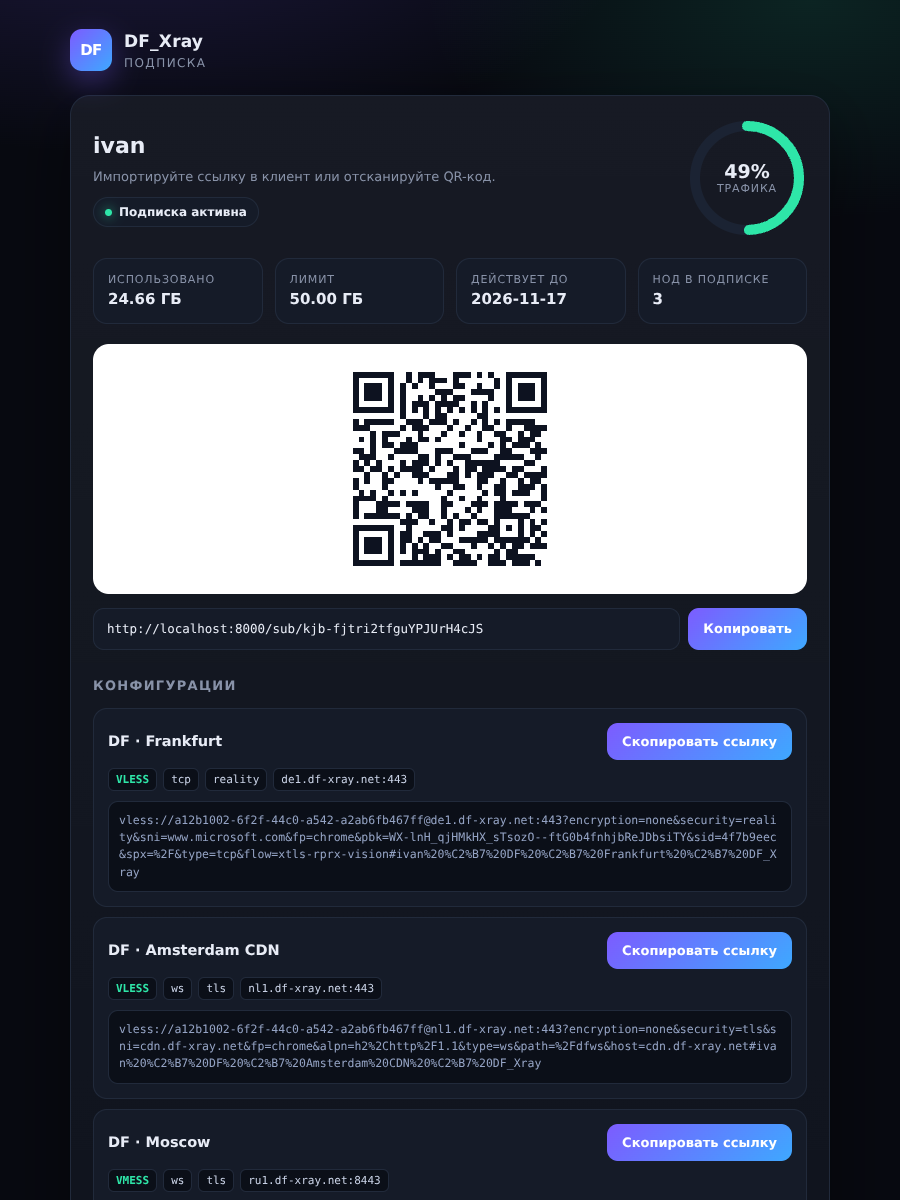 DF
DF_Xray
ПОДПИСКА
ivan
Импортируйте ссылку в клиент или отсканируйте QR-код.
Подписка активна
49%
ТРАФИКА
ИСПОЛЬЗОВАНО
24.66 ГБ
ЛИМИТ
50.00 ГБ
ДЕЙСТВУЕТ ДО
2026-11-17
НОД В ПОДПИСКЕ
3
http://localhost:8000/sub/kjb-fjtri2tfguYPJUrH4cJS
Копировать
КОНФИГУРАЦИИ
DF · Frankfurt
Скопировать ссылку
VLESS tcp reality de1.df-xray.net:443
vless://a12b1002-6f2f-44c0-a542-a2ab6fb467ff@de1.df-xray.net:443?encryption=none&security=reali
ty&sni=www.microsoft.com&fp=chrome&pbk=WX-lnH_qjHMkHX_sTsozO--ftG0b4fnhjbReJDbsiTY&sid=4f7b9eec
&spx=%2F&type=tcp&flow=xtls-rprx-vision#ivan%20%C2%B7%20DF%20%C2%B7%20Frankfurt%20%C2%B7%20DF_X
ray
DF · Amsterdam CDN
Скопировать ссылку
VLESS ws tls nl1.df-xray.net:443
vless://a12b1002-6f2f-44c0-a542-a2ab6fb467ff@nl1.df-xray.net:443?encryption=none&security=tls&s
ni=cdn.df-xray.net&fp=chrome&alpn=h2%2Chttp%2F1.1&type=ws&path=%2Fdfws&host=cdn.df-xray.net#iva
n%20%C2%B7%20DF%20%C2%B7%20Amsterdam%20CDN%20%C2%B7%20DF_Xray
DF · Moscow
Скопировать ссылку
VMESS ws tls ru1.df-xray.net:8443